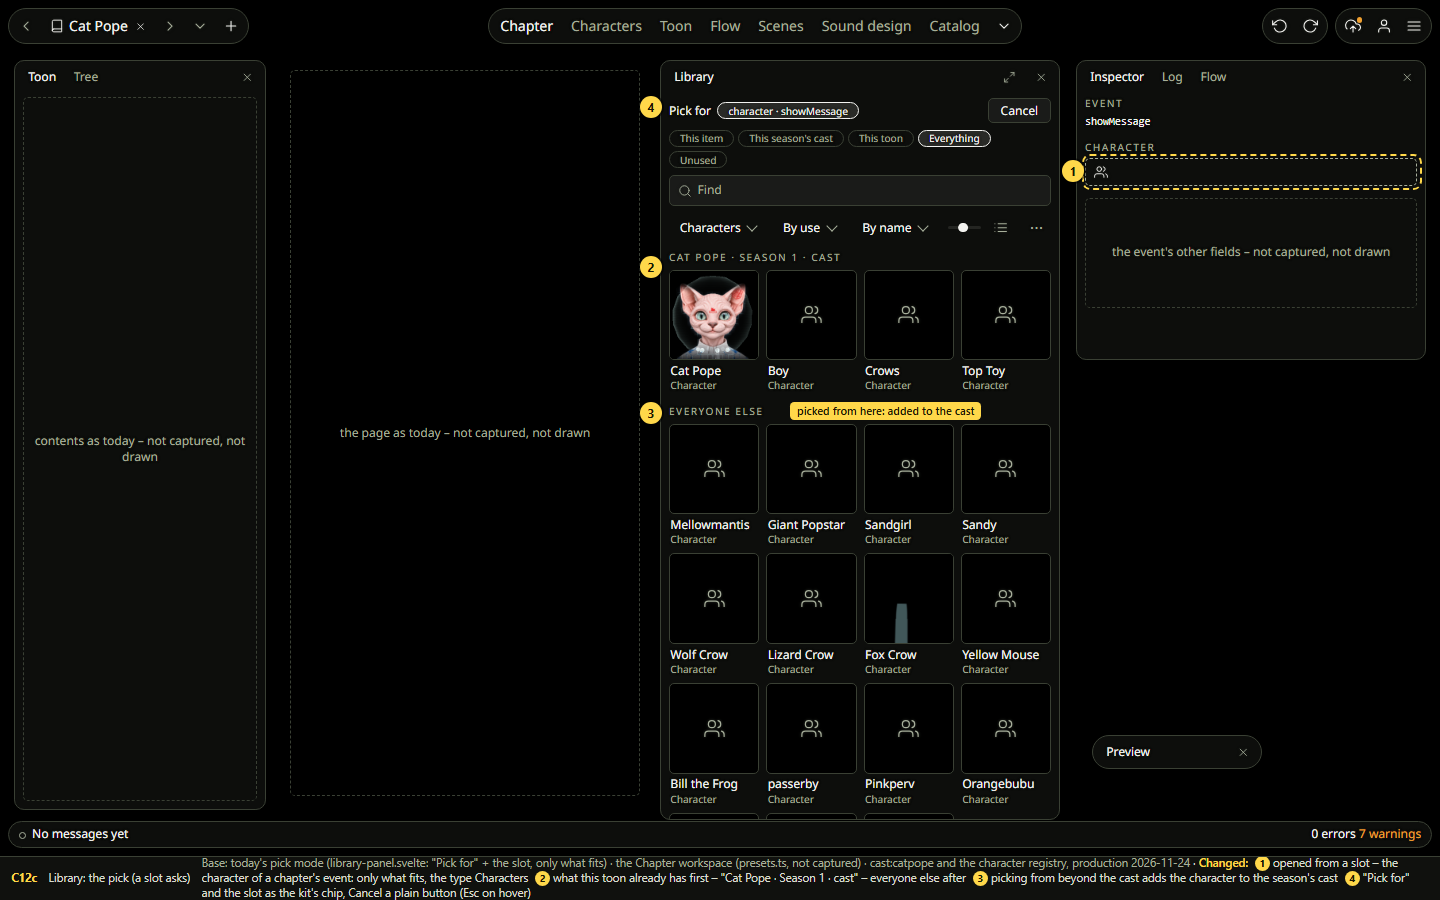 Cat Pope
Chapter Characters Toon Flow Scenes Sound design Catalog
Toon Tree
contents as today – not captured, not drawn
the page as today – not captured, not drawn
Library
4 Pick for character · showMessage Cancel
This item This season's cast This toon Everything
Unused
Find
Characters By use By name
2 CAT POPE · SEASON 1 · CAST
Cat Pope Boy Crows Top Toy
Character Character Character Character
3 EVERYONE ELSE picked from here: added to the cast
Mellowmantis Giant Popstar Sandgirl Sandy
Character Character Character Character
Wolf Crow Lizard Crow Fox Crow Yellow Mouse
Character Character Character Character
Bill the Frog passerby Pinkperv Orangebubu
Character Character Character Character
Inspector Log Flow
EVENT
showMessage
CHARACTER
1
the event's other fields – not captured, not drawn
Preview
No messages yet 0 errors 7 warnings
C12c Library: the pick (a slot asks)
Base: today's pick mode (library-panel.svelte: "Pick for" + the slot, only what fits) · the Chapter workspace (presets.ts, not captured) · cast:catpope and the character registry, production 2026-11-24 · Changed: 1 opened from a slot – the
character of a chapter's event: only what fits, the type Characters 2 what this toon already has first – "Cat Pope · Season 1 · cast" – everyone else after 3 picking from beyond the cast adds the character to the season's cast 4 "Pick for"
and the slot as the kit's chip, Cancel a plain button (Esc on hover)